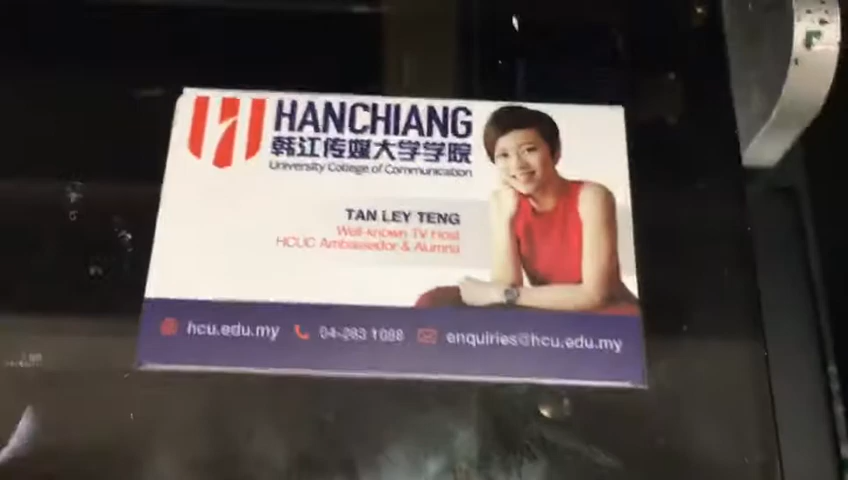 HANCHIANG
韩江传媒大学学院
University College of Communication
TAN LEY TENG
Well-known TV Host
HCUC Ambassador & Alumna
hcu.edu.my 04-283 1088 enquiries@hcu.edu.my